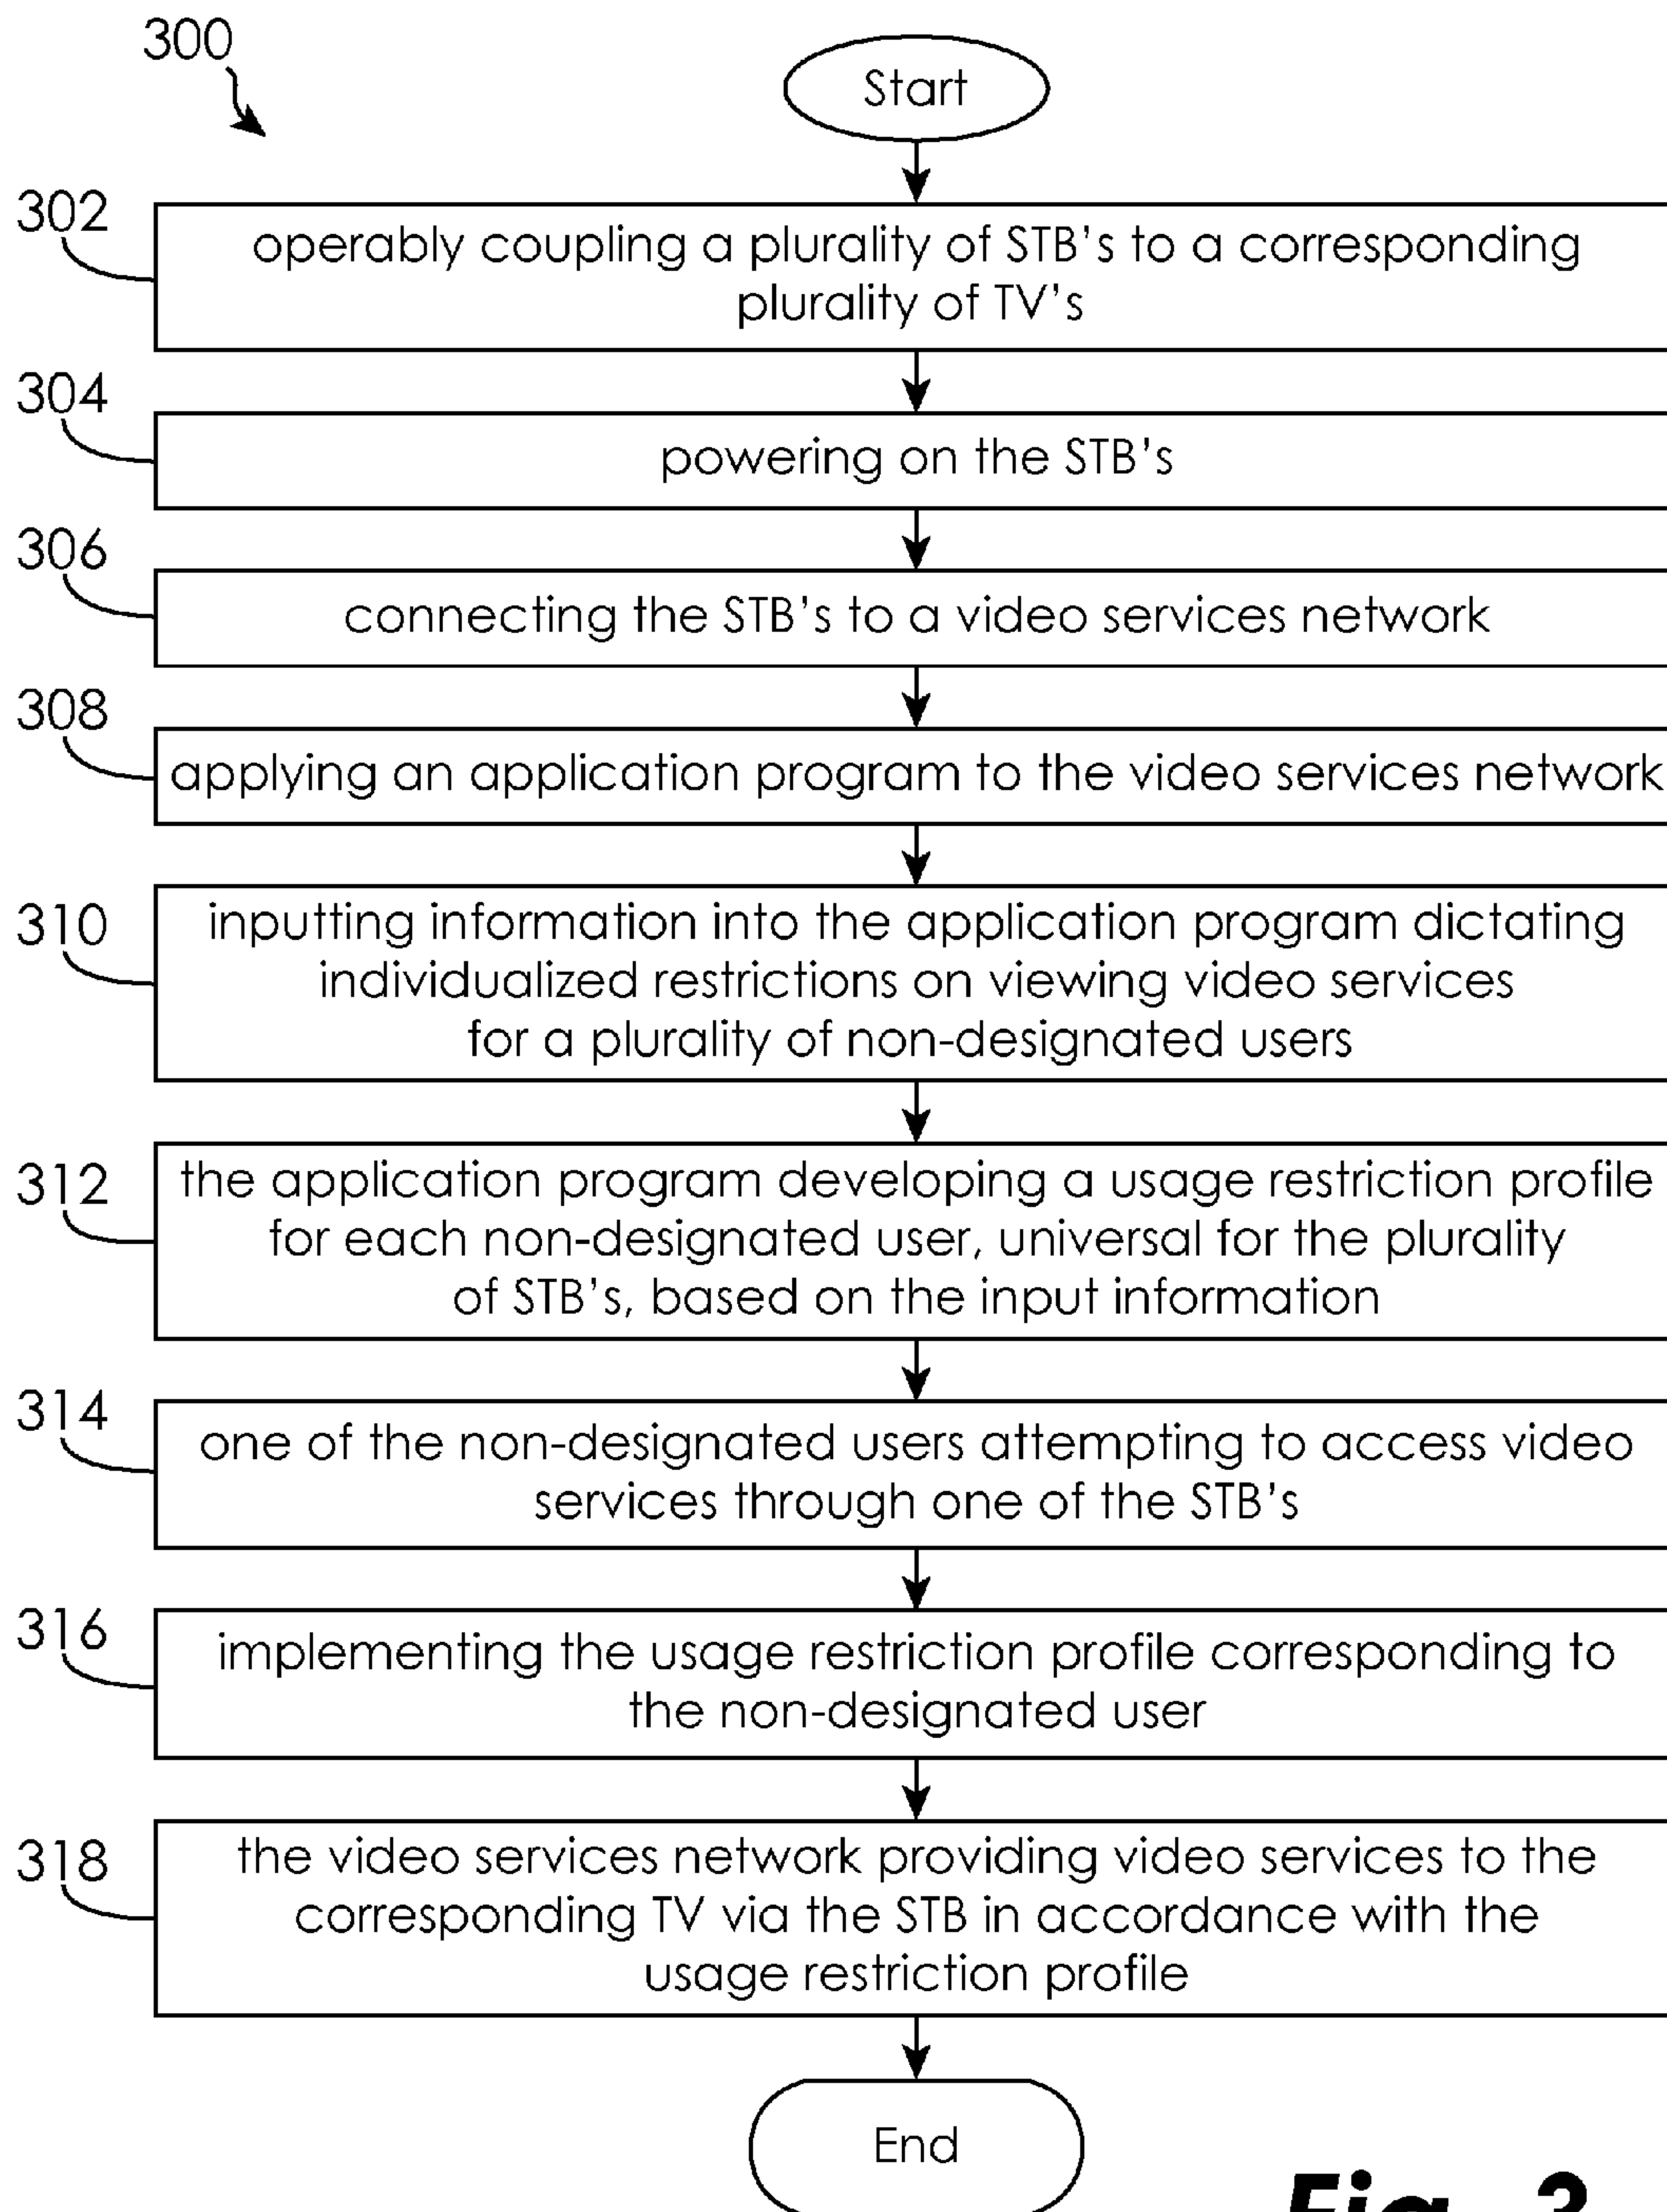 300
Start
302
operably coupling a plurality of STB's to a corresponding
plurality of TV's
304
powering on the STB's
306
connecting the STB's to a video services network
308
applying an application program to the video services network
310
inputting information into the application program dictating
individualized restrictions on viewing video services
for a plurality of non-designated users
312
the application program developing a usage restriction profile
for each non-designated user, universal for the plurality
of STB's, based on the input information
314
one of the non-designated users attempting to access video
services through one of the STB's
316
implementing the usage restriction profile corresponding to
the non-designated user
318
the video services network providing video services to the
corresponding TV via the STB in accordance with the
usage restriction profile
End
Fig. 3